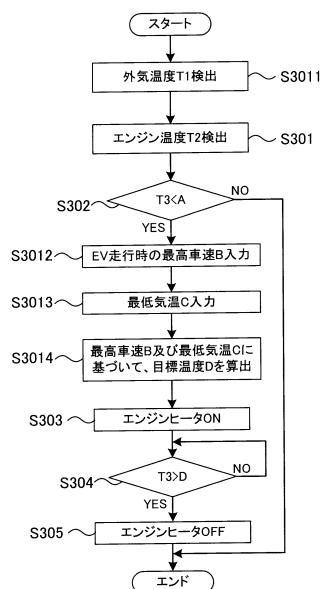 スタート
外気温度T1検出
S3011
エンジン温度T2検出
S301
T3<A
NO
S302
YES
EV走行時の最高車速B入力
S3012
最低気温C入力
S3013
最高車速B及び最低気温Cに
基づいて、目標温度Dを算出
S3014
エンジンヒータON
S303
T3>D
NO
S304
YES
エンジンヒータOFF
S305
エンド